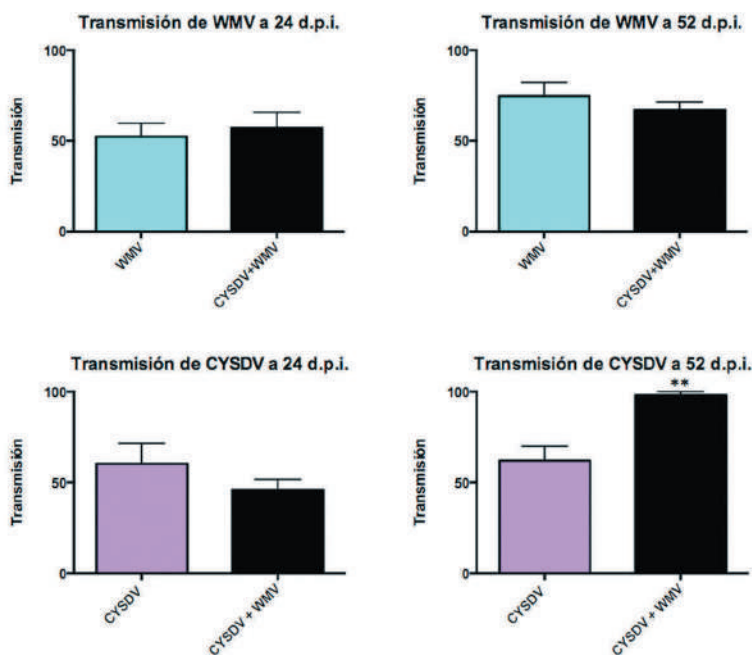 Transmisión de WMV a 24 d.p.i.
100
50
0
Transmisión
WMV
CYSDV+WMV
Transmisión de WMV a 52 d.p.i.
100
50
0
Transmisión
WMV
CYSDV+WMV
Transmisión de CYSDV a 24 d.p.i.
100
50
0
Transmisión
CYSDV
CYSDV + WMV
Transmisión de CYSDV a 52 d.p.i.
100
50
0
Transmisión
**
CYSDV
CYSDV + WMV